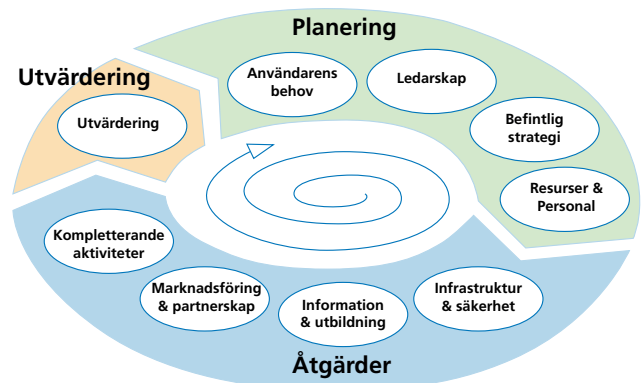 Planering
Användarens
behov
Ledarskap
Befintlig
strategi
Resurser &
Personal
Utvärdering
Utvärdering
Kompletterande
aktiviteter
Marknadsföring
& partnerskap
Information
& utbildning
Infrastruktur
& säkerhet
Åtgärder